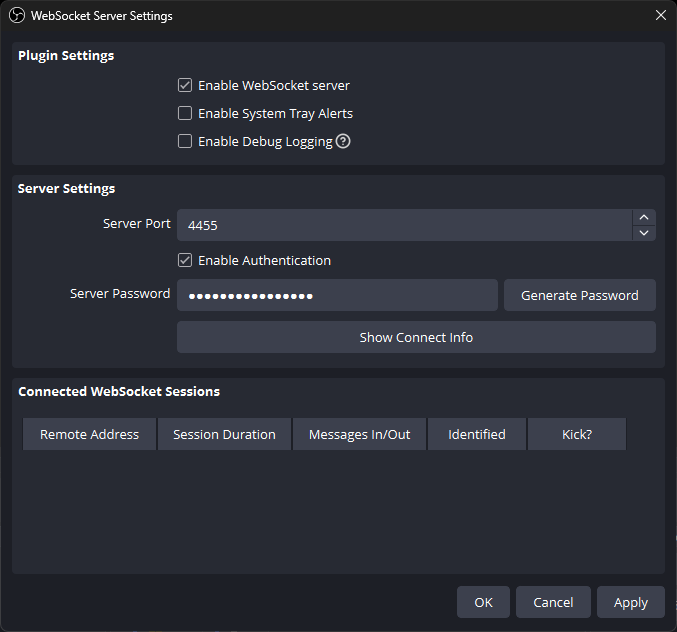 WebSocket Server Settings
Plugin Settings
Enable WebSocket server
Enable System Tray Alerts
Enable Debug Logging
Server Settings
Server Port 4455
Enable Authentication
Server Password ●●●●●●●●●●●●●●●● Generate Password
Show Connect Info
Connected WebSocket Sessions
Remote Address Session Duration Messages In/Out Identified Kick?
OK Cancel Apply